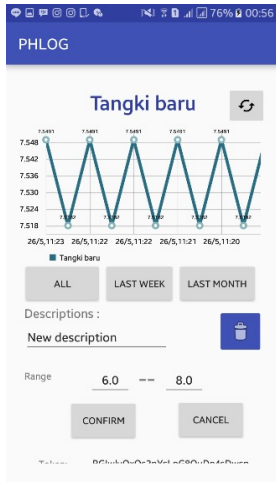 76% 00:56
PHLOG
Tangki baru
7.5491 7.5491 7.5491 7.5491 7.5491
7.548
7.542
7.536
7.530
7.524
7.518
26/5,11:23 26/5,11:22 26/5,11:22 26/5,11:21 26/5,11:20
Tangki baru
ALL LAST WEEK LAST MONTH
Descriptions :
New description
Range 6.0 -- 8.0
CONFIRM CANCEL